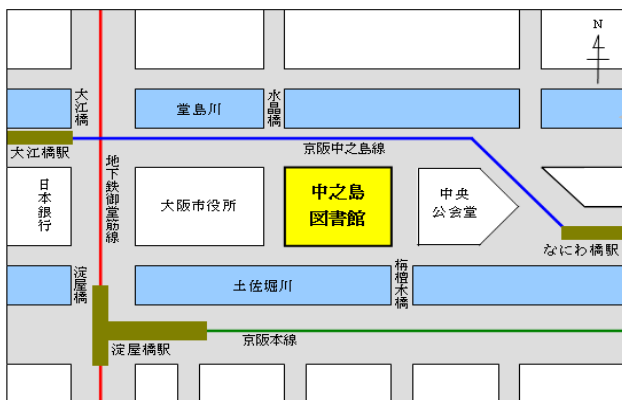 N
大江橋
堂島川
水晶橋
大江橋駅
京阪中之島線
地下鉄御堂筋線
日本銀行
大阪市役所
中之島
図書館
中央
公会堂
なにわ橋駅
淀屋橋
土佐堀川
栴檀木橋
淀屋橋駅
京阪本線